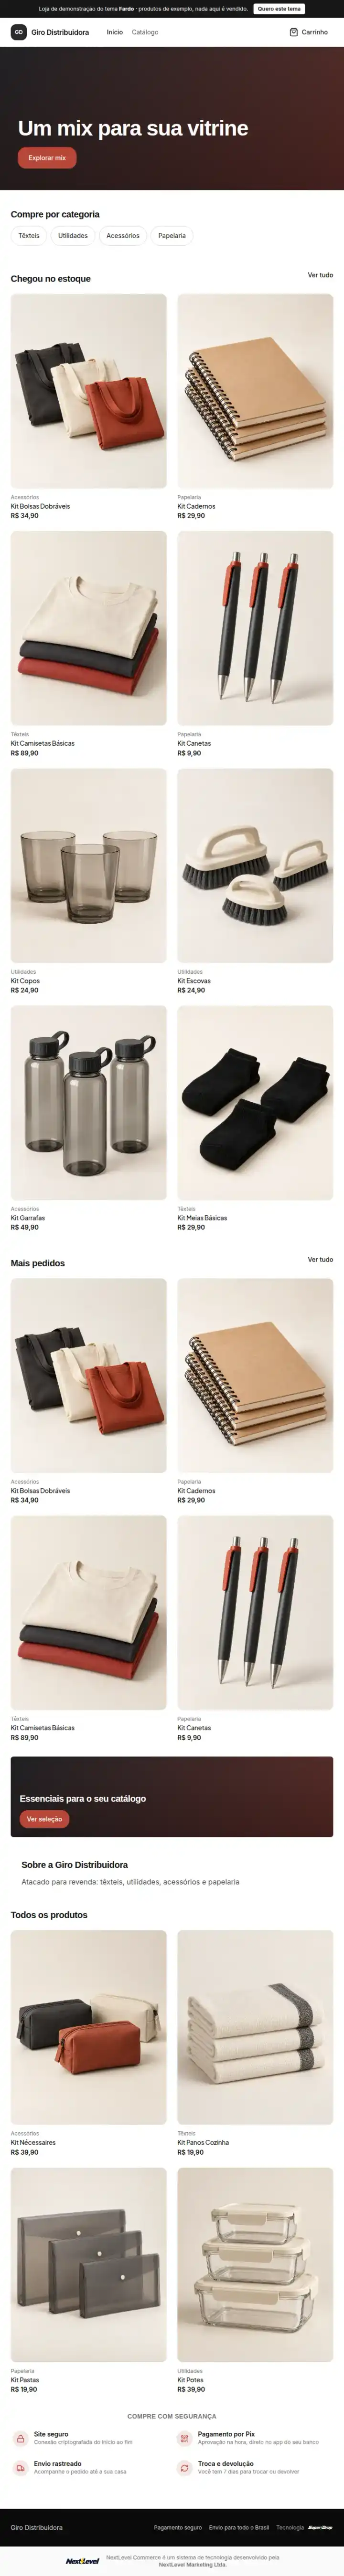 Loja de demonstração do tema Fardo · produtos de exemplo, nada aqui é vendido. Quero este tema
GD Giro Distribuidora Início Catálogo Carrinho
Um mix para sua vitrine
Explorar mix
Compre por categoria
Têxteis Utilidades Acessórios Papelaria
Chegou no estoque Ver tudo
Acessórios Papelaria
Kit Bolsas Dobráveis Kit Cadernos
R$ 34,90 R$ 29,90
Têxteis Papelaria
Kit Camisetas Básicas Kit Canetas
R$ 89,90 R$ 9,90
Utilidades Utilidades
Kit Copos Kit Escovas
R$ 24,90 R$ 24,90
Acessórios Têxteis
Kit Garrafas Kit Meias Básicas
R$ 49,90 R$ 29,90
Mais pedidos Ver tudo
Acessórios Papelaria
Kit Bolsas Dobráveis Kit Cadernos
R$ 34,90 R$ 29,90
Têxteis Papelaria
Kit Camisetas Básicas Kit Canetas
R$ 89,90 R$ 9,90
Essenciais para o seu catálogo
Ver seleção
Sobre a Giro Distribuidora
Atacado para revenda: têxteis, utilidades, acessórios e papelaria
Todos os produtos
Acessórios Têxteis
Kit Nécessaires Kit Panos Cozinha
R$ 39,90 R$ 19,90
Papelaria Utilidades
Kit Pastas Kit Potes
R$ 19,90 R$ 39,90
COMPRE COM SEGURANÇA
Site seguro Pagamento por Pix
Conexão criptografada do início ao fim Aprovação na hora, direto no app do seu banco
Envio rastreado Troca e devolução
Acompanhe o pedido até a sua casa Você tem 7 dias para trocar ou devolver
Giro Distribuidora Pagamento seguro Envio para todo o Brasil Tecnologia SuperDrop
NextLevel NextLevel Commerce é um sistema de tecnologia desenvolvido pela
NextLevel Marketing Ltda.